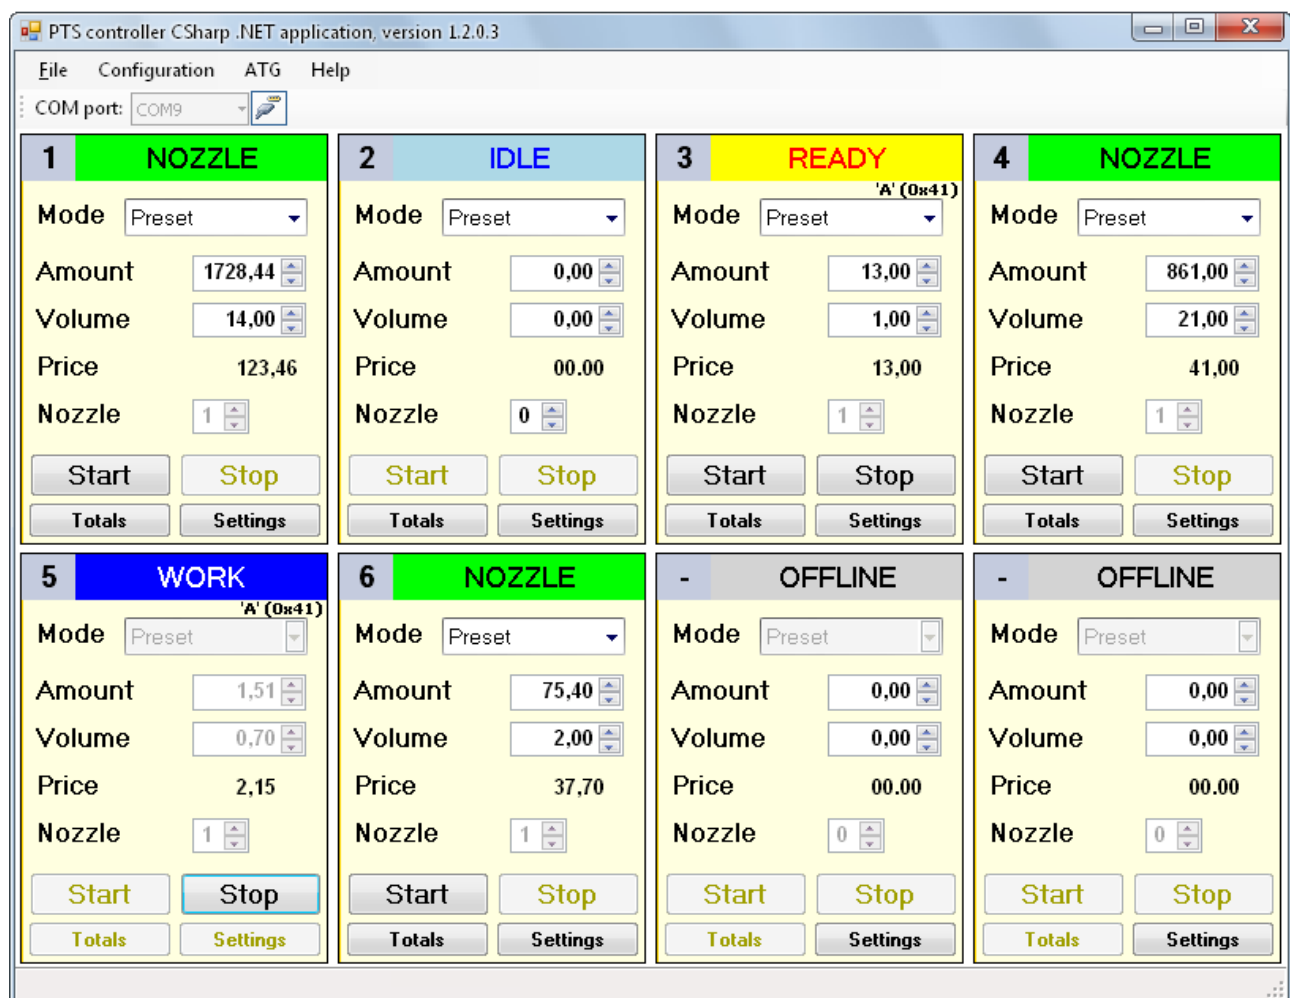 PTS controller CSharp .NET application, version 1.2.0.3
File Configuration ATG Help
COM port: COM9
1 NOZZLE
Mode Preset
Amount 1728,44
Volume 14,00
Price 123,46
Nozzle 1
Start Stop
Totals Settings
2 IDLE
Mode Preset
Amount 0,00
Volume 0,00
Price 00.00
Nozzle 0
Start Stop
Totals Settings
3 READY
'A' (0x41)
Mode Preset
Amount 13,00
Volume 1,00
Price 13,00
Nozzle 1
Start Stop
Totals Settings
4 NOZZLE
Mode Preset
Amount 861,00
Volume 21,00
Price 41,00
Nozzle 1
Start Stop
Totals Settings
5 WORK
'A' (0x41)
Mode Preset
Amount 1,51
Volume 0,70
Price 2,15
Nozzle 1
Start Stop
Totals Settings
6 NOZZLE
Mode Preset
Amount 75,40
Volume 2,00
Price 37,70
Nozzle 1
Start Stop
Totals Settings
- OFFLINE
Mode Preset
Amount 0,00
Volume 0,00
Price 00.00
Nozzle 0
Start Stop
Totals Settings
- OFFLINE
Mode Preset
Amount 0,00
Volume 0,00
Price 00.00
Nozzle 0
Start Stop
Totals Settings